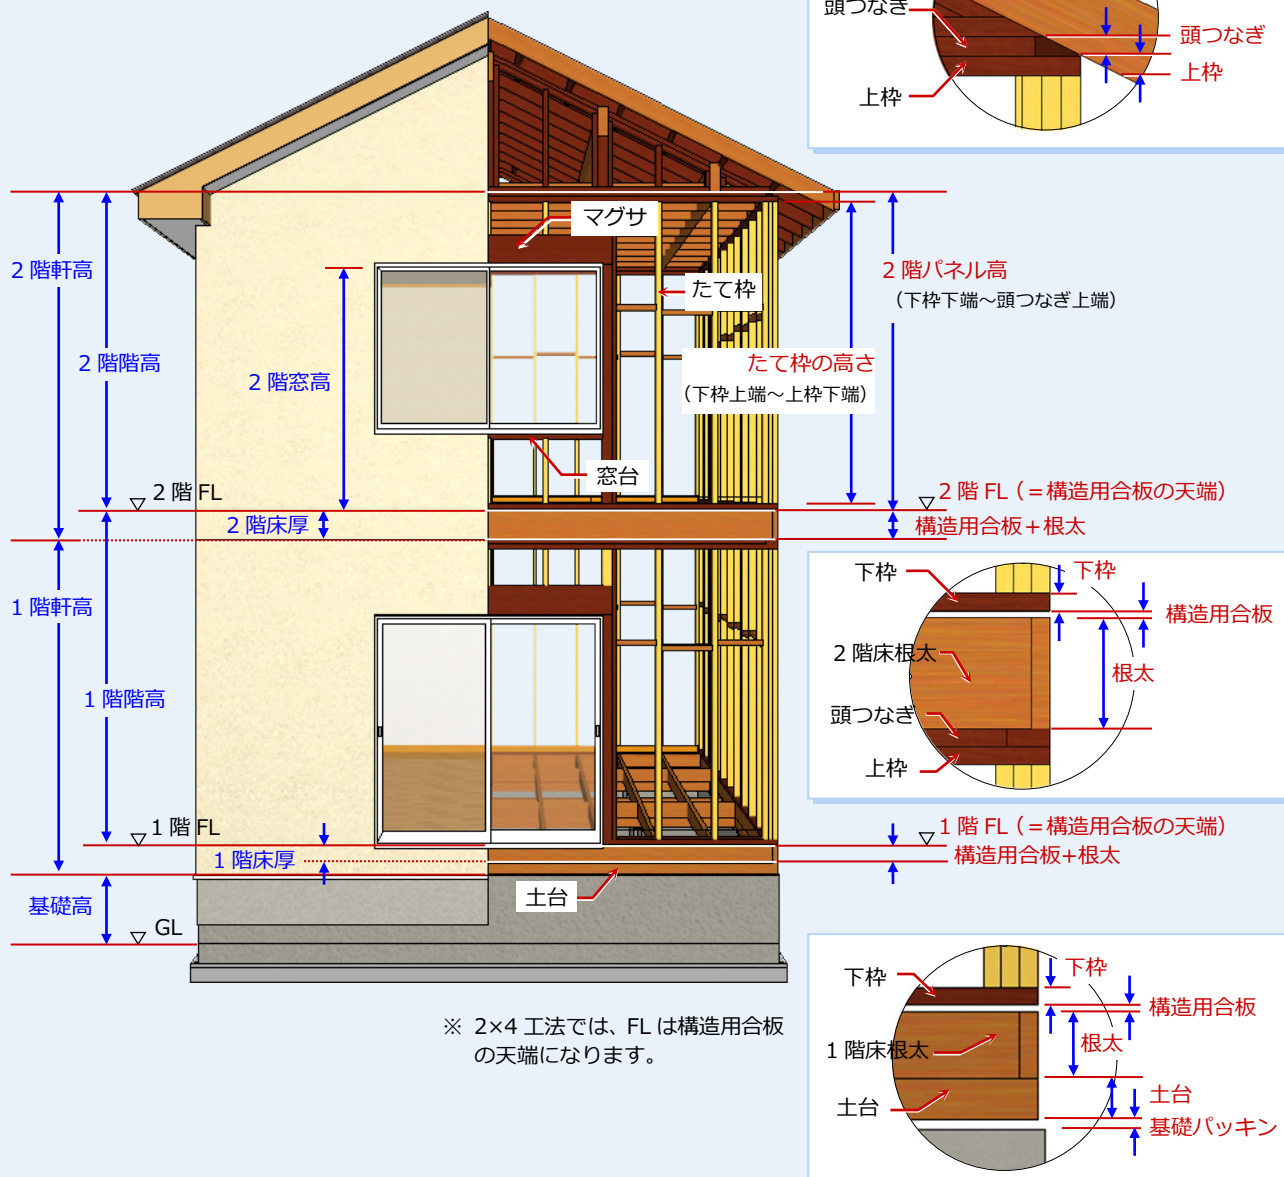 頭つなぎ
頭つなぎ
上枠
上枠
マグサ
2 階軒高
2 階パネル高
（下枠下端～頭つなぎ上端）
たて枠
2 階階高
2 階窓高
たて枠の高さ
（下枠上端～上枠下端）
窓台
2 階 FL
2 階 FL（＝構造用合板の天端）
2 階床厚
構造用合板＋根太
下枠
下枠
構造用合板
1 階軒高
2 階床根太
根太
1 階階高
頭つなぎ
上枠
1 階 FL
1 階 FL（＝構造用合板の天端）
1 階床厚
構造用合板+根太
土台
基礎高
GL
下枠
下枠
構造用合板
1 階床根太
根太
土台
土台
基礎パッキン
※ 2×4 工法では、FL は構造用合板
の天端になります。